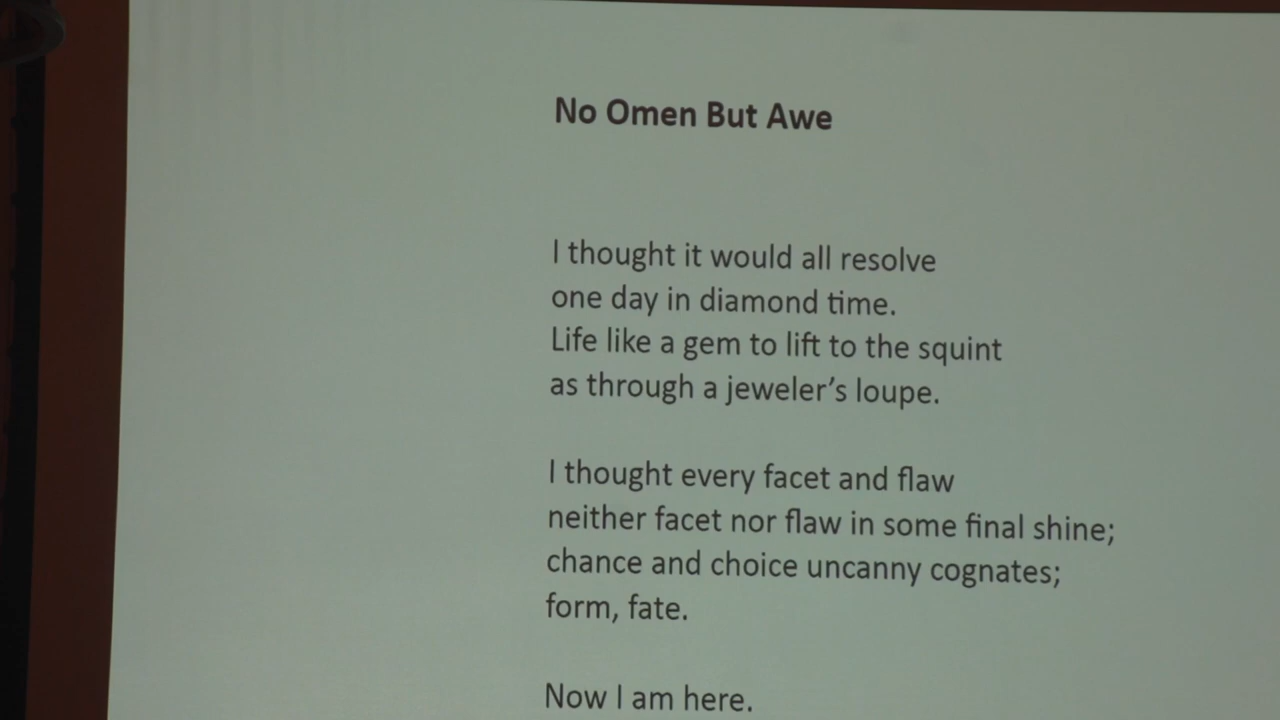 No Omen But Awe
I thought it would all resolve
one day in diamond time.
Life like a gem to lift to the squint
as through a jeweler’s loupe.
I thought every facet and flaw
neither facet nor flaw in some final shine;
chance and choice uncanny cognates;
form, fate.
Now I am here.